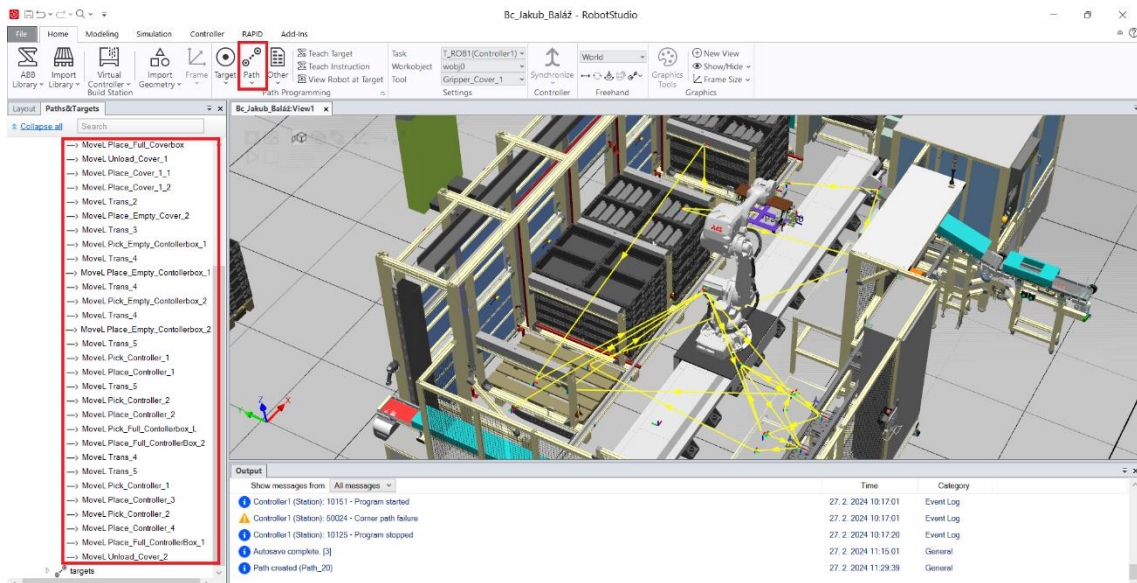 Bc_Jakub_Baláž - RobotStudio
File Home Modeling Simulation Controller RAPID Add-Ins
ABB Library
Import Library
Virtual Controller
Import Geometry
Frame
Build Station
Target
Path
Other
Teach Target
Teach Instruction
View Robot at Target
Path Programming
Task T_ROB1(Controller1)
Workobject wobj0
Tool Gripper_Cover_1
Settings
Synchronize
Controller
World
Freehand
Graphics Tools
New View
Show/Hide
Frame Size
Graphics
Layout Paths&Targets
Bc_Jakub_Baláž:View1
Collapse all
Search
MoveL Place_Full_Coverbox
MoveL Unload_Cover_1
MoveL Place_Cover_1_1
MoveL Place_Cover_1_2
MoveL Trans_2
MoveL Place_Empty_Cover_2
MoveL Trans_3
MoveL Pick_Empty_Contollerbox_1
MoveL Trans_4
MoveL Place_Empty_Contollerbox_1
MoveL Trans_4
MoveL Pick_Empty_Contollerbox_2
MoveL Trans_4
MoveL Place_Empty_Contollerbox_2
MoveL Trans_5
MoveL Pick_Controller_1
MoveL Place_Controller_1
MoveL Trans_5
MoveL Pick_Controller_2
MoveL Place_Controller_2
MoveL Pick_Full_Contollerbox_L
MoveL Place_Full_ControllerBox_2
MoveL Trans_4
MoveL Trans_5
MoveL Pick_Controller_1
MoveL Place_Controller_3
MoveL Pick_Controller_2
MoveL Place_Controller_4
MoveL Place_Full_ControllerBox_1
MoveL Unload_Cover_2
targets
ABB
Z
X
Output
Show messages from: All messages
Time
Category
Controller1 (Station): 10151 - Program started 27. 2. 2024 10:17:01 Event Log
Controller1 (Station): 50024 - Corner path failure 27. 2. 2024 10:17:01 Event Log
Controller1 (Station): 10125 - Program stopped 27. 2. 2024 10:17:20 Event Log
Autosave complete. [3] 27. 2. 2024 11:15:01 General
Path created (Path_20) 27. 2. 2024 11:29:39 General